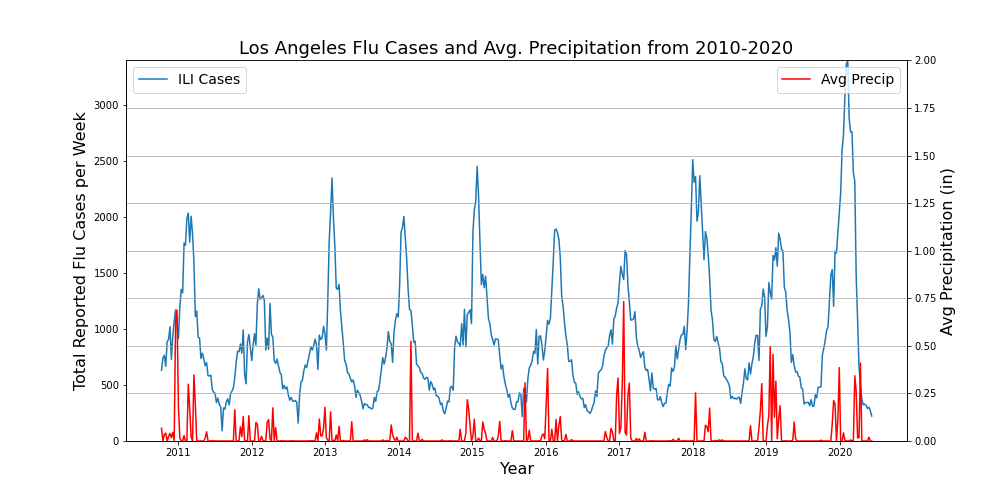 Los Angeles Flu Cases and Avg. Precipitation from 2010-2020
ILI Cases
Avg Precip
Total Reported Flu Cases per Week
3000
2500
2000
1500
1000
500
0
2.00
1.75
1.50
1.25
1.00
0.75
0.50
0.25
0.00
Avg Precipitation (in)
2011 2012 2013 2014 2015 2016 2017 2018 2019 2020
Year